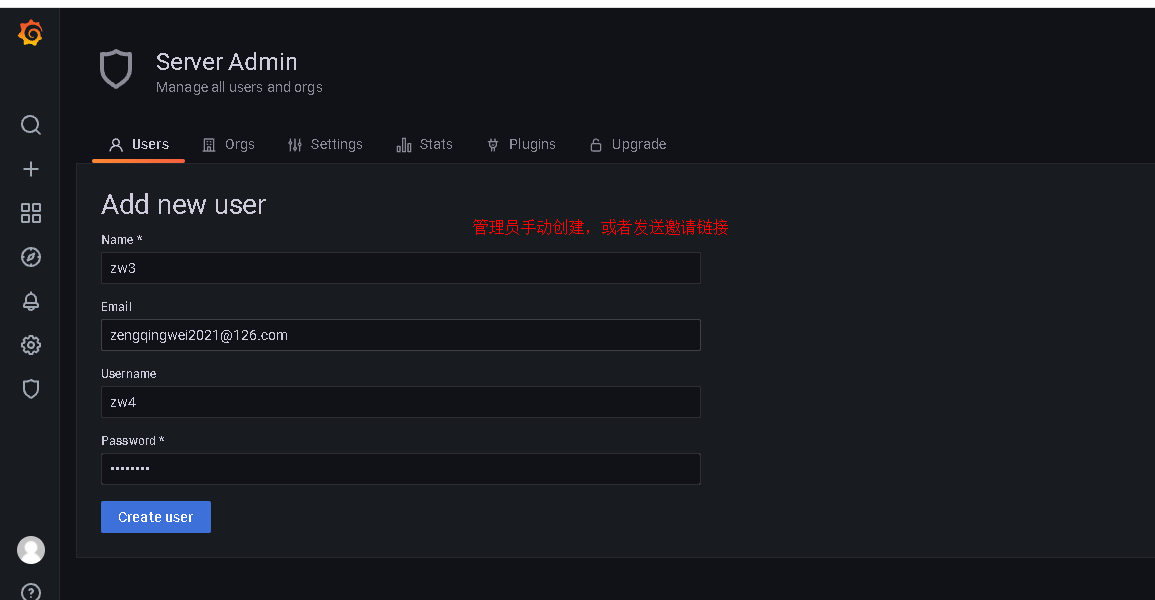 Server Admin
Manage all users and orgs
Users Orgs Settings Stats Plugins Upgrade
Add new user
管理员手动创建，或者发送邀请链接
Name *
zw3
Email
zengqingwei2021@126.com
Username
zw4
Password *
••••••••
Create user